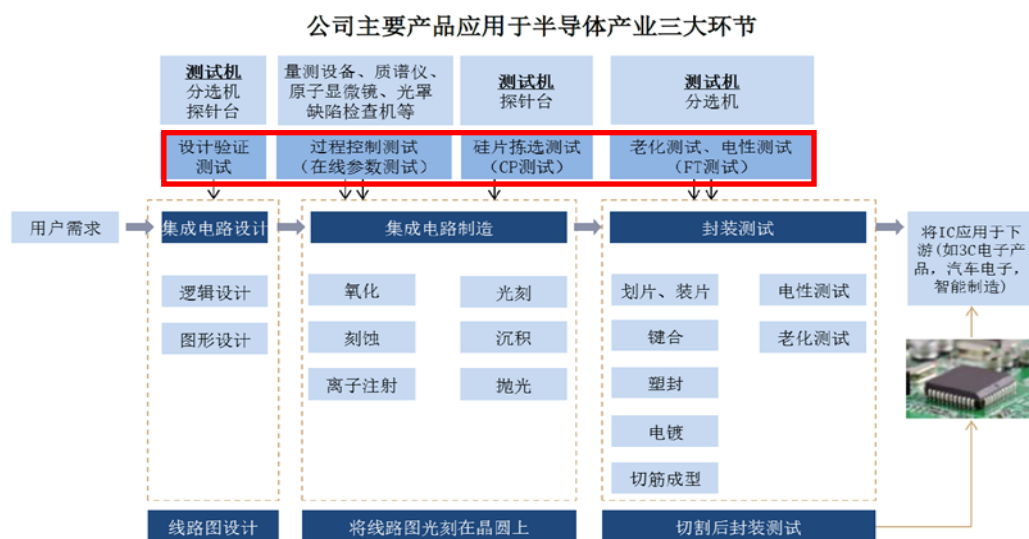 公司主要产品应用于半导体产业三大环节
测试机
分选机
探针台
量测设备、质谱仪、
原子显微镜、光罩
缺陷检查机等
测试机
探针台
测试机
分选机
设计验证
测试
过程控制测试
（在线参数测试）
硅片拣选测试
（CP测试）
老化测试、电性测试
（FT测试）
用户需求
集成电路设计
集成电路制造
封装测试
将IC应用于下
游(如3C电子产
品，汽车电子，
智能制造)
逻辑设计
图形设计
氧化
光刻
刻蚀
沉积
离子注射
抛光
划片、装片
电性测试
键合
老化测试
塑封
电镀
切筋成型
线路图设计
将线路图光刻在晶圆上
切割后封装测试